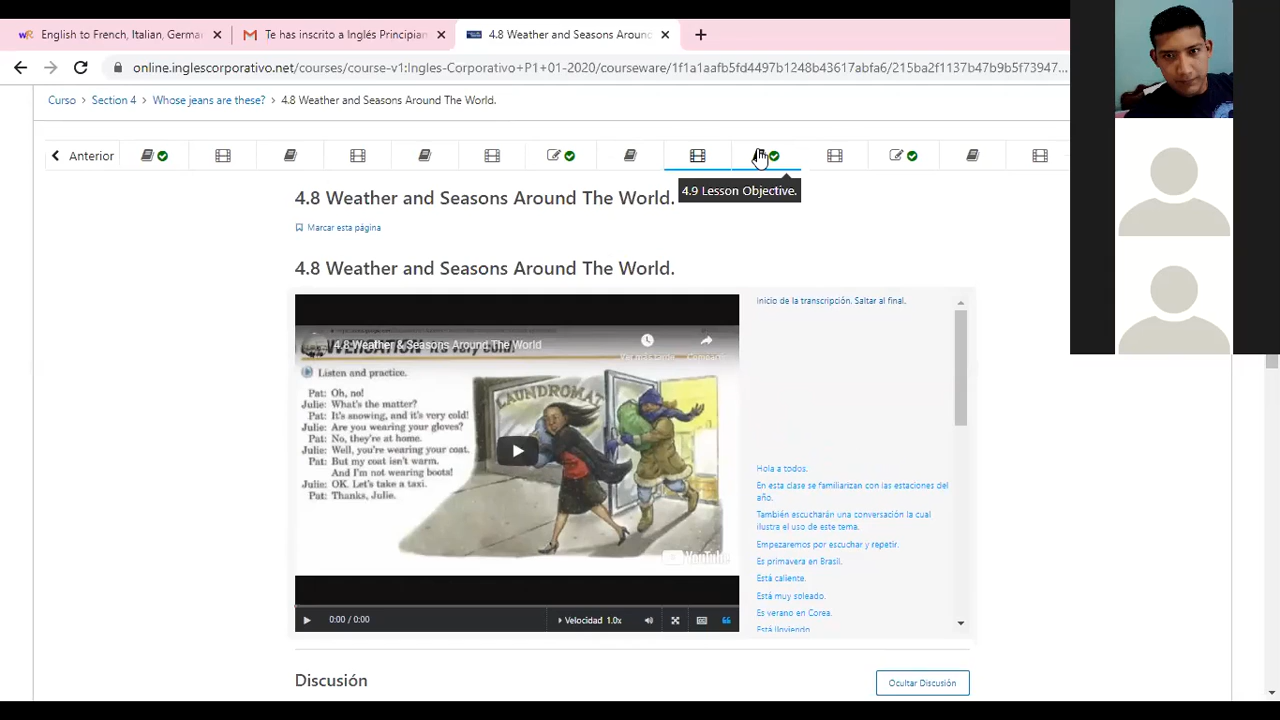 English to French, Italian, Germa
Te has inscrito a Inglés Principian
4.8 Weather and Seasons Around
online.inglescorporativo.net/courses/course-v1:Ingles-Corporativo+P1+01-2020/courseware/1f1a1aafb5fd4497b1248b43617abfa6/215ba2f1137b47b9b5f73947...
Curso > Section 4 > Whose jeans are these? > 4.8 Weather and Seasons Around The World.
Anterior
4.9 Lesson Objective.
4.8 Weather and Seasons Around The World.
Marcar esta página
4.8 Weather and Seasons Around The World.
Inicio de la transcripción. Saltar al final.
4.8 Weather & Seasons Around The World
Listen and practice.
LAUNDROMAT
Pat: Oh, no!
Julie: What's the matter?
Pat: It's snowing, and it's very cold!
Julie: Are you wearing your gloves?
Pat: No, they're at home.
Julie: Well, you're wearing your coat.
Pat: But my coat isn't warm.
And I'm not wearing boots!
Julie: OK. Let's take a taxi.
Pat: Thanks, Julie.
YouTube
Hola a todos.
En esta clase se familiarizan con las estaciones del
año.
También escucharán una conversación la cual
ilustra el uso de este tema.
Empezaremos por escuchar y repetir.
Es primavera en Brasil.
Está caliente.
Está muy soleado.
Es verano en Corea.
Está lloviendo.
0:00 / 0:00
Velocidad 1.0x
Discusión
Ocultar Discusión